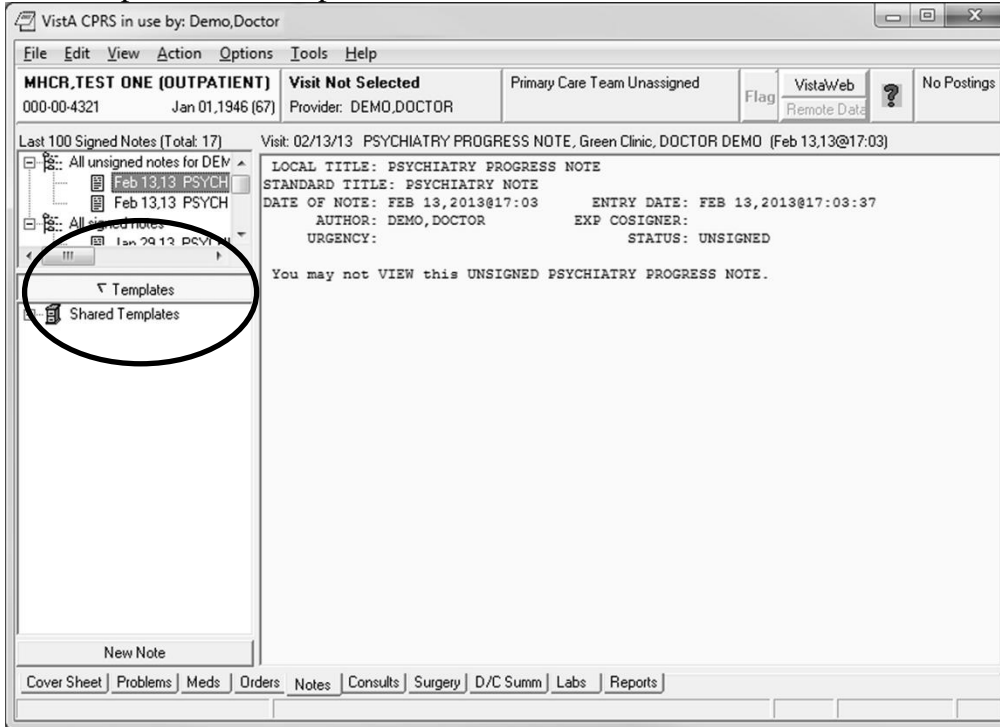 VistA CPRS in use by: Demo,Doctor
File Edit View Action Options Tools Help
MHCR,TEST ONE (OUTPATIENT) Visit Not Selected Primary Care Team Unassigned Flag VistaWeb No Postings
000-00-4321 Jan 01,1946 (67) Provider: DEMO,DOCTOR Remote Data
Last 100 Signed Notes (Total: 17) Visit: 02/13/13 PSYCHIATRY PROGRESS NOTE, Green Clinic, DOCTOR DEMO (Feb 13,13@17:03)
All unsigned notes for DEM
Feb 13,13 PSYCH
Feb 13,13 PSYCH
All signed notes
Jan 29,13 PSYCHI
Templates
Shared Templates
New Note
LOCAL TITLE: PSYCHIATRY PROGRESS NOTE
STANDARD TITLE: PSYCHIATRY NOTE
DATE OF NOTE: FEB 13,2013@17:03 ENTRY DATE: FEB 13,2013@17:03:37
AUTHOR: DEMO,DOCTOR EXP COSIGNER:
URGENCY: STATUS: UNSIGNED
You may not VIEW this UNSIGNED PSYCHIATRY PROGRESS NOTE.
Cover Sheet Problems Meds Orders Notes Consults Surgery D/C Summ Labs Reports